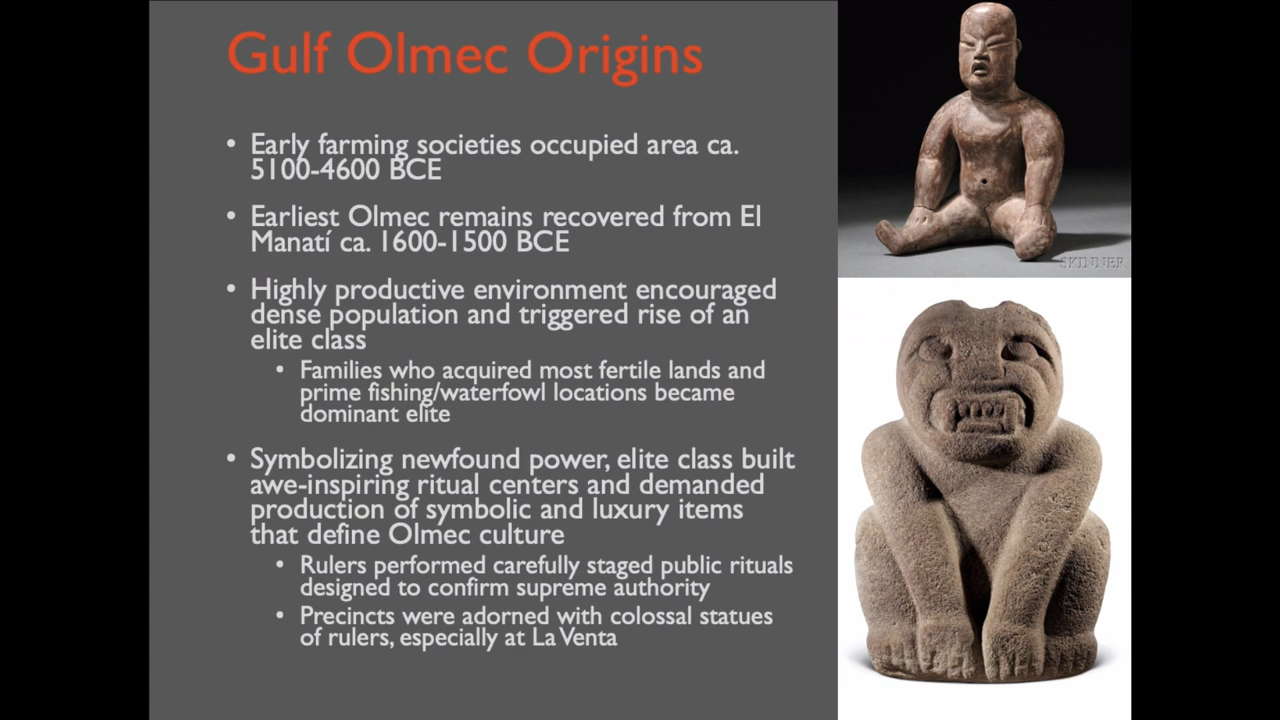 Gulf Olmec Origins
• Early farming societies occupied area ca.
5100-4600 BCE
• Earliest Olmec remains recovered from El
Manatí ca. 1600-1500 BCE
• Highly productive environment encouraged
dense population and triggered rise of an
elite class
• Families who acquired most fertile lands and
prime fishing/waterfowl locations became
dominant elite
• Symbolizing newfound power, elite class built
awe-inspiring ritual centers and demanded
production of symbolic and luxury items
that define Olmec culture
• Rulers performed carefully staged public rituals
designed to confirm supreme authority
• Precincts were adorned with colossal statues
of rulers, especially at La Venta
SKINNER